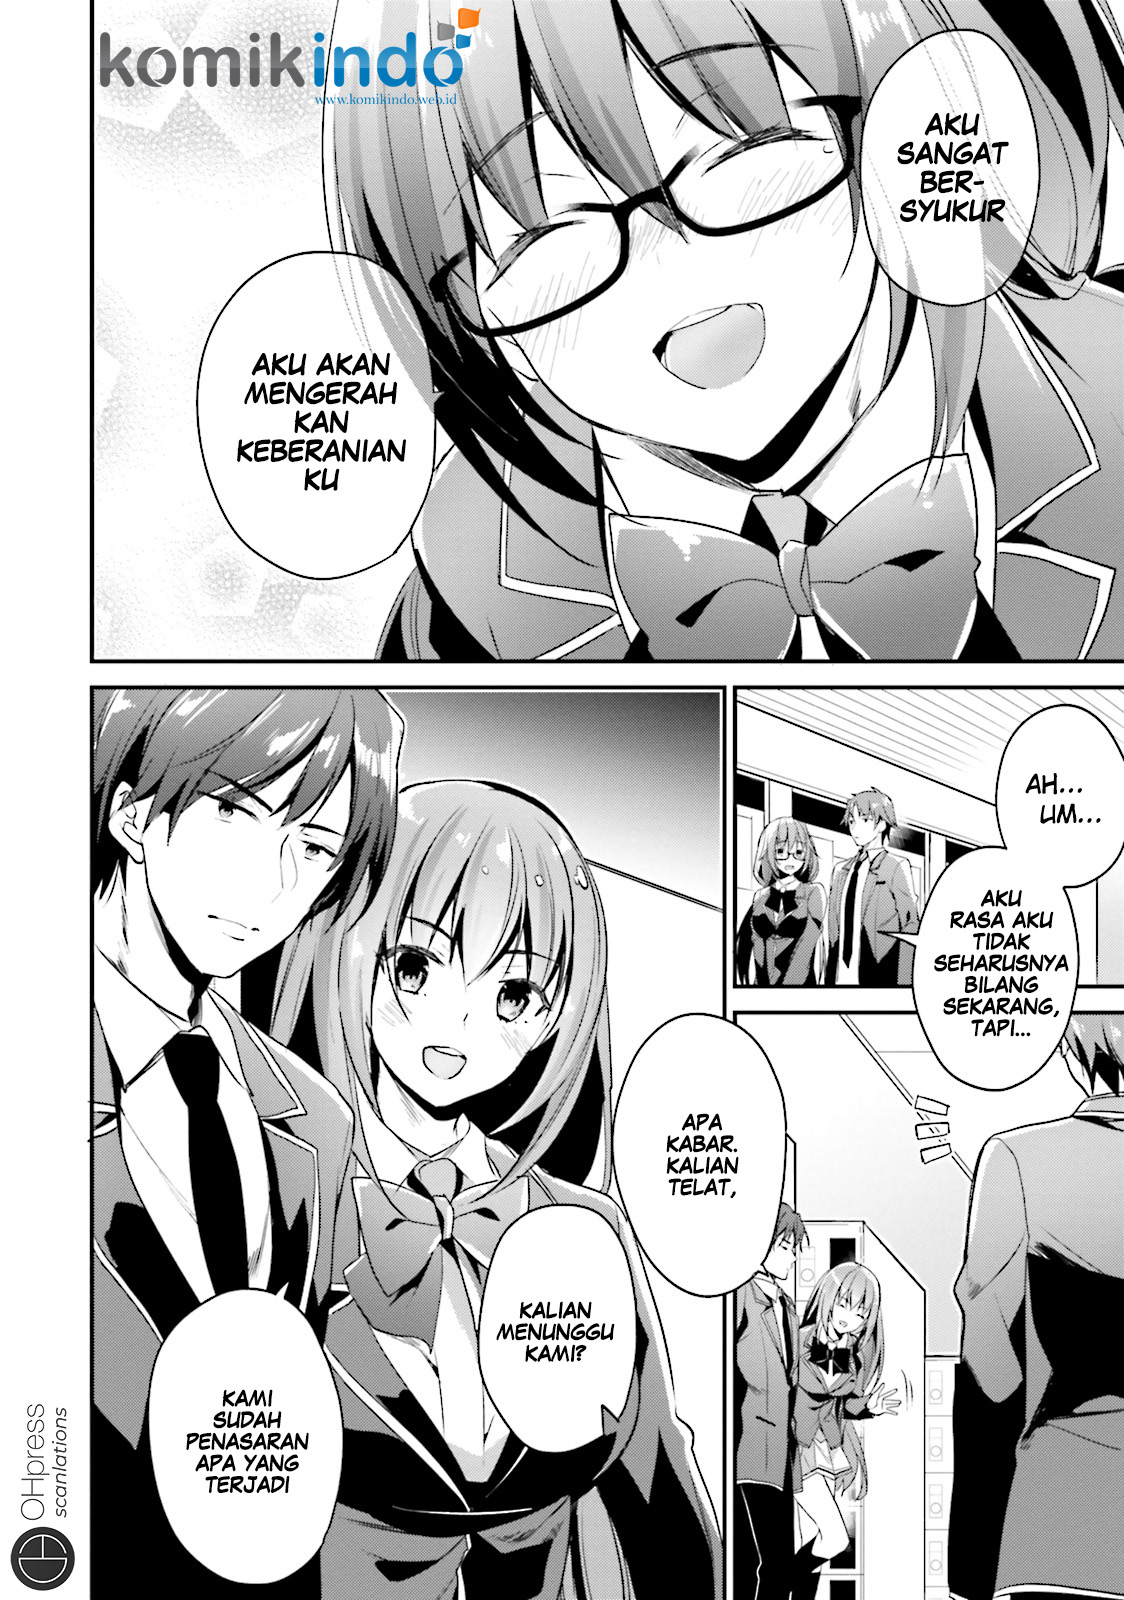 komikindo
www.komikindo.web.id
AKU
SANGAT
BER-
SYUKUR
AKU AKAN
MENGERAH
KAN
KEBERANIAN
KU
AH...
UM...
AKU
RASA AKU
TIDAK
SEHARUSNYA
BILANG
SEKARANG,
TAPI...
APA
KABAR.
KALIAN
TELAT,
KALIAN
MENUNGGU
KAMI?
KAMI
SUDAH
PENASARAN
APA YANG
TERJADI
OHpress
scanlations